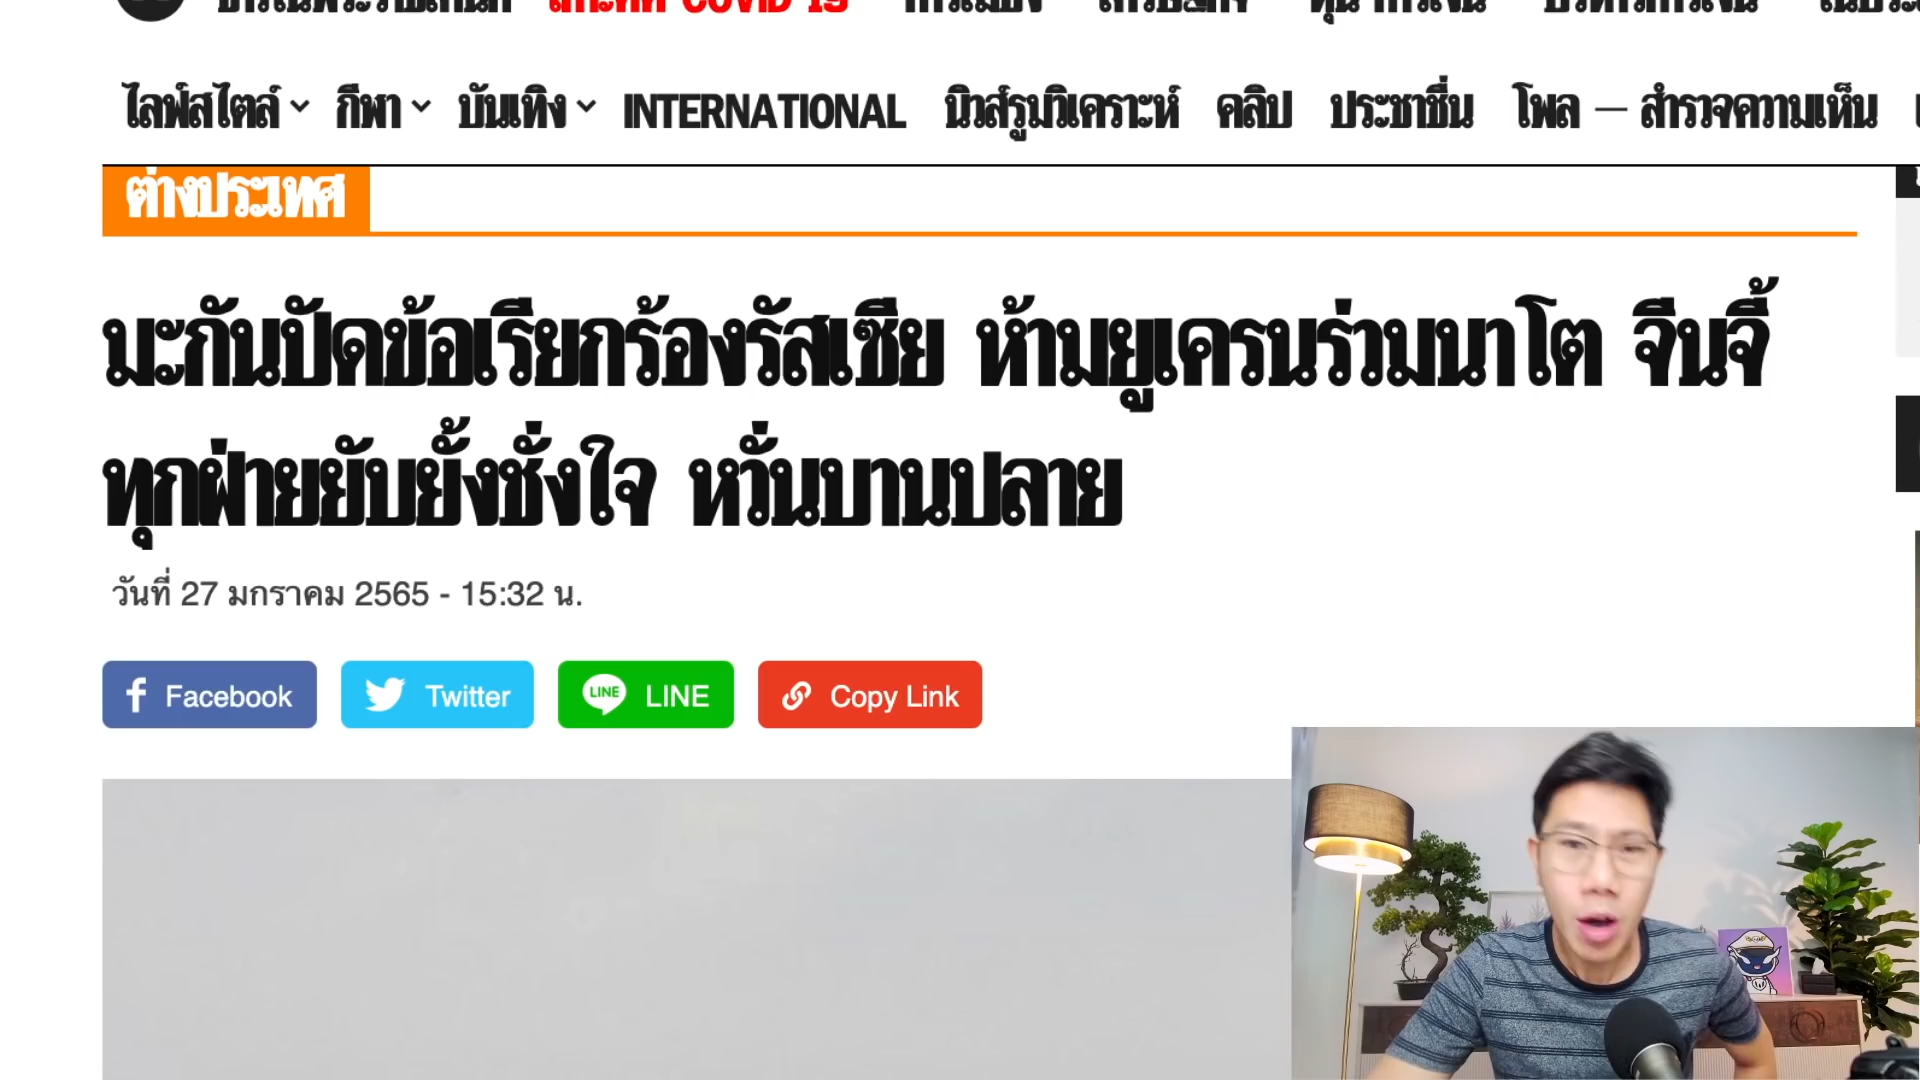 COVID 19
ไลฟ์สไตล์ กีฬา บันเทิง INTERNATIONAL นิวส์รูมวิเคราะห์ คลิป ประชาชื่น โพล – สำรวจความเห็น
ต่างประเทศ
มะกันปัดข้อเรียกร้องรัสเซีย ห้ามยูเครนร่วมนาโต จีนจี้
ทุกฝ่ายยับยั้งชั่งใจ หวั่นบานปลาย
วันที่ 27 มกราคม 2565 - 15:32 น.
Facebook Twitter LINE LINE Copy Link